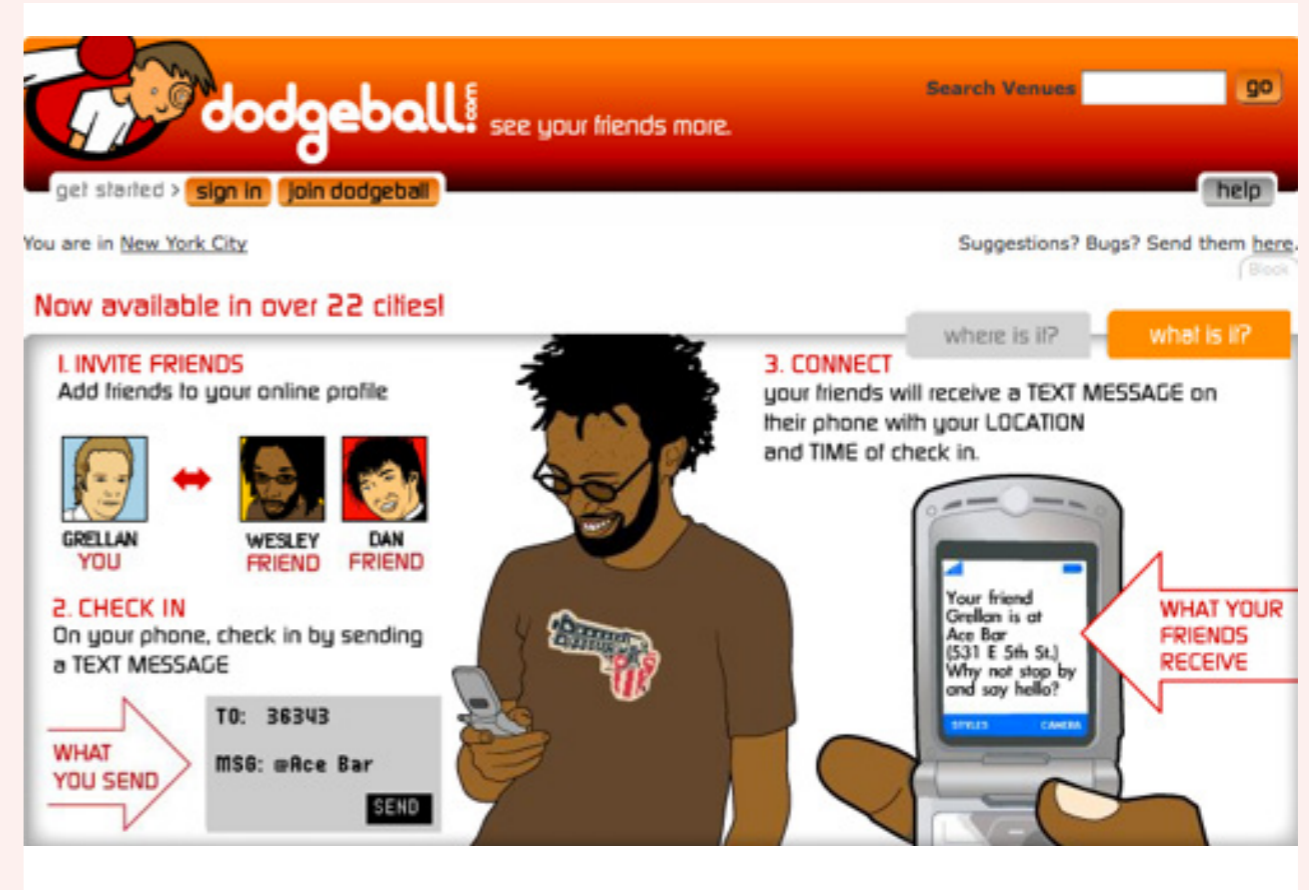 dodgeball.com
see your friends more.
Search Venues
go
get started > sign in join dodgeball
help
You are in New York City
Suggestions? Bugs? Send them here.
Block
Now available in over 22 cities!
where is it?
what is it?
1. INVITE FRIENDS
Add friends to your online profile
GRELLAN
YOU
WESLEY
FRIEND
DAN
FRIEND
2. CHECK IN
On your phone, check in by sending
a TEXT MESSAGE
WHAT
YOU SEND
TO: 36343
MSG: @Ace Bar
SEND
3. CONNECT
your friends will receive a TEXT MESSAGE on
their phone with your LOCATION
and TIME of check in.
Your friend
Grellan is at
Ace Bar
(531 E 5th St.)
Why not stop by
and say hello?
STYLES CAMERA
WHAT YOUR
FRIENDS
RECEIVE